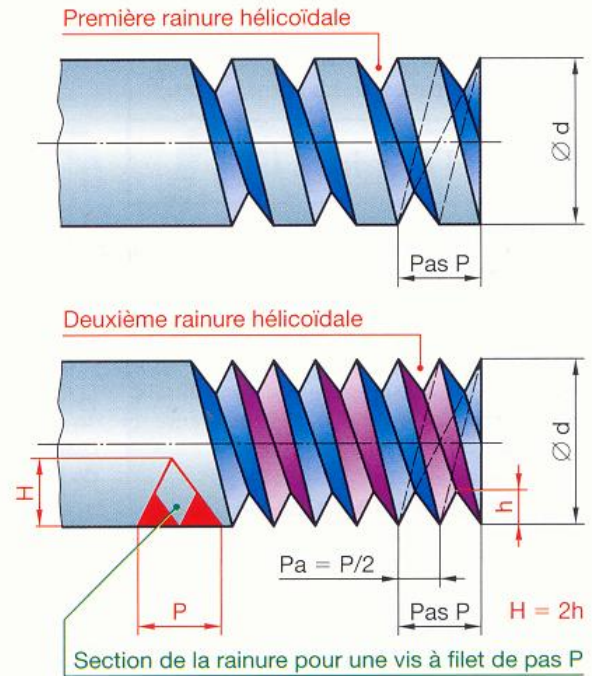 Première rainure hélicoïdale
Ø d
Pas P
Deuxième rainure hélicoïdale
H
Ø d
h
Pa = P/2
P
Pas P
H = 2h
Section de la rainure pour une vis à filet de pas P